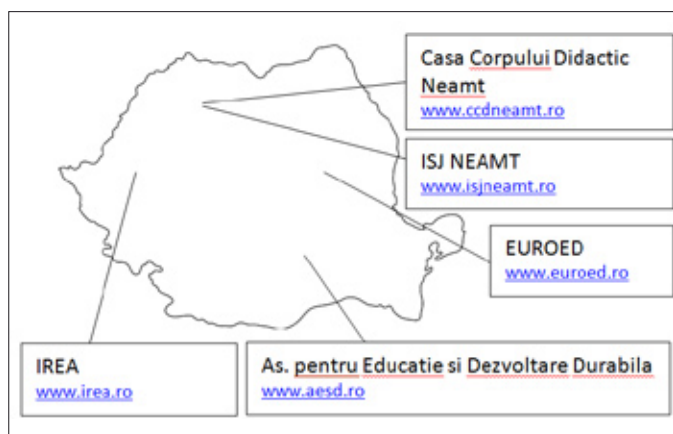 Casa Corpului Didactic
Neamt
www.ccdneamt.ro
ISJ NEAMT
www.isjneamt.ro
EUROED
www.euroed.ro
IREA
www.irea.ro
As. pentru Educatie si Dezvoltare Durabila
www.aesd.ro